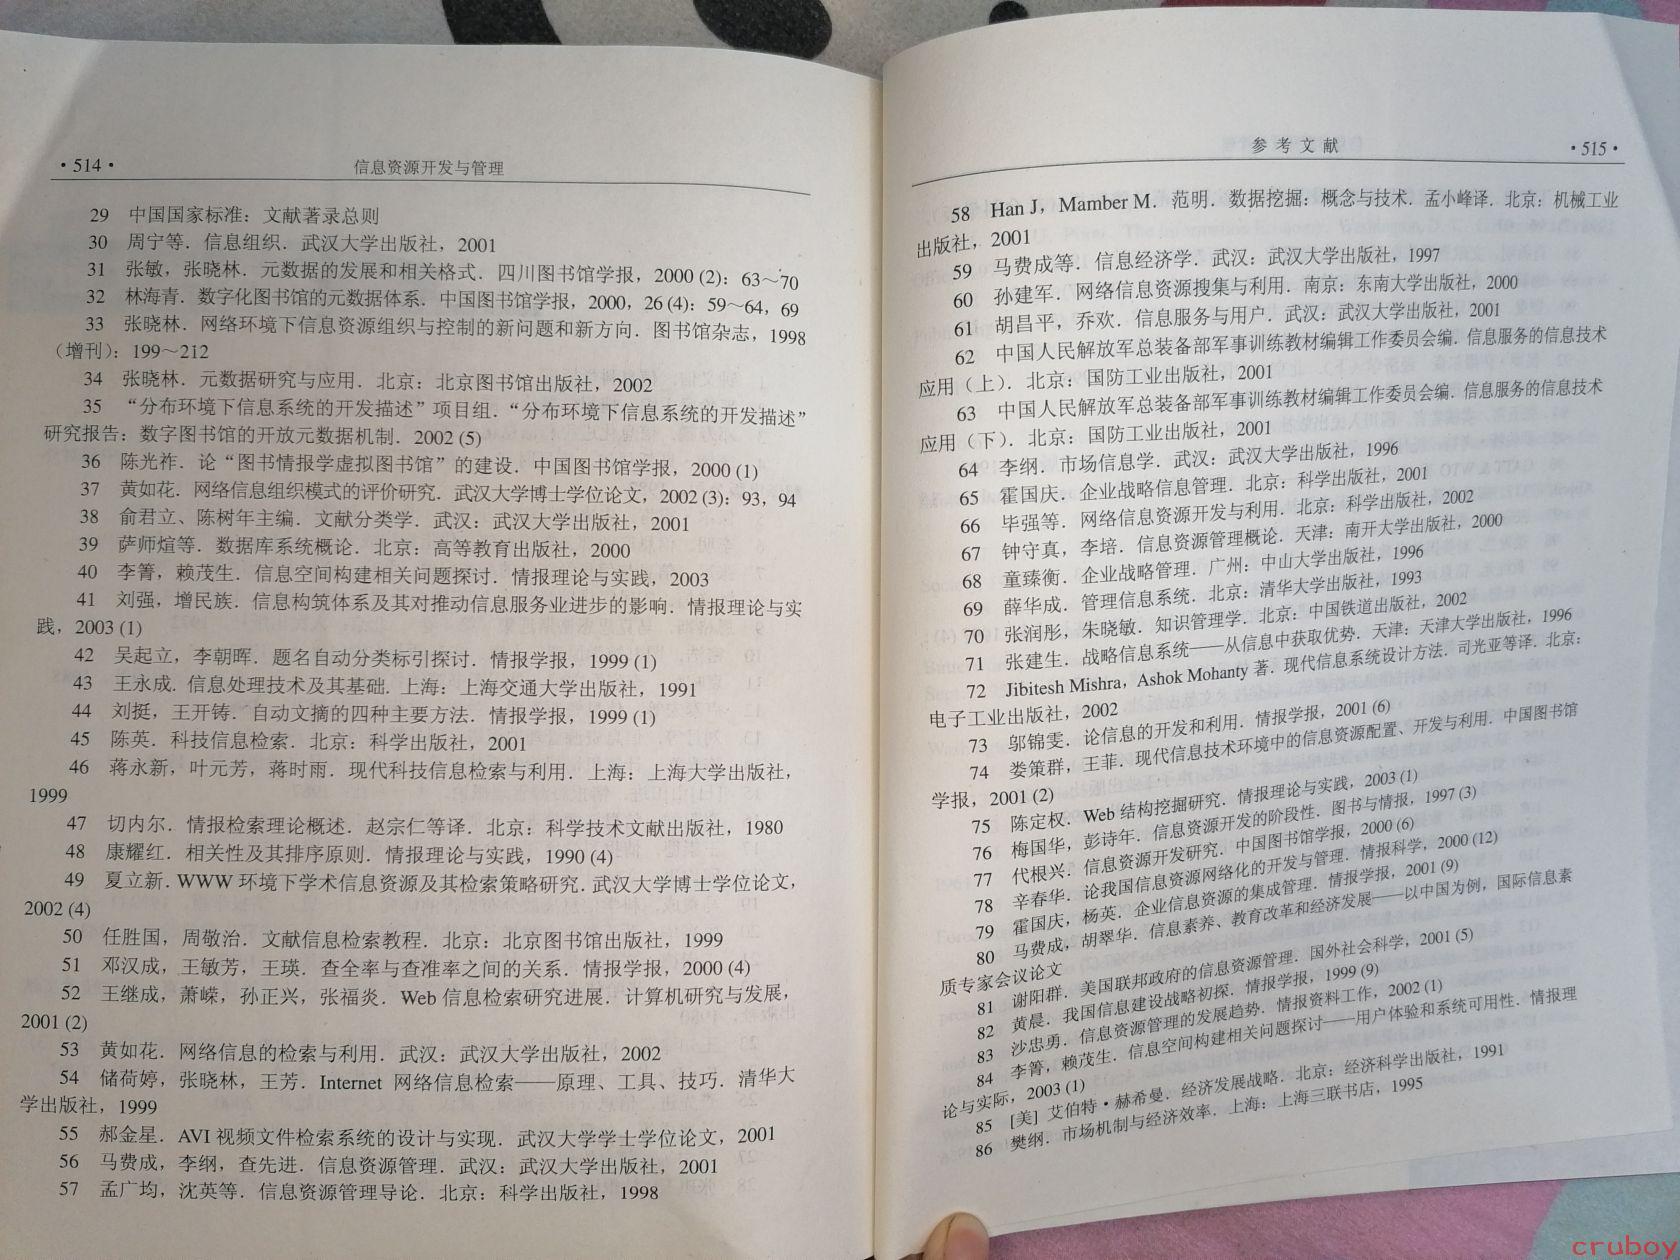 ·514·
信息资源开发与管理
29 中国国家标准：文献著录总则
30 周宁等．信息组织．武汉大学出版社，2001
31 张敏，张晓林．元数据的发展和相关格式．四川图书馆学报，2000 (2)：63～70
32 林海青．数字化图书馆的元数据体系．中国图书馆学报，2000，26 (4)：59～64，69
33 张晓林．网络环境下信息资源组织与控制的新问题和新方向．图书馆杂志，1998
（增刊）：199～212
34 张晓林．元数据研究与应用．北京：北京图书馆出版社，2002
35 “分布环境下信息系统的开发描述”项目组．“分布环境下信息系统的开发描述”
研究报告：数字图书馆的开放元数据机制．2002 (5)
36 陈光祚．论“图书情报学虚拟图书馆”的建设．中国图书馆学报，2000 (1)
37 黄如花．网络信息组织模式的评价研究．武汉大学博士学位论文，2002 (3)：93，94
38 俞君立、陈树年主编．文献分类学．武汉：武汉大学出版社，2001
39 萨师煊等．数据库系统概论．北京：高等教育出版社，2000
40 李箐，赖茂生．信息空间构建相关问题探讨．情报理论与实践，2003
41 刘强，增民族．信息构筑体系及其对推动信息服务业进步的影响．情报理论与实
践，2003 (1)
42 吴起立，李朝晖．题名自动分类标引探讨．情报学报，1999 (1)
43 王永成．信息处理技术及其基础．上海：上海交通大学出版社，1991
44 刘挺，王开铸．自动文摘的四种主要方法．情报学报，1999 (1)
45 陈英．科技信息检索．北京：科学出版社，2001
46 蒋永新，叶元芳，蒋时雨．现代科技信息检索与利用．上海：上海大学出版社，
1999
47 切内尔．情报检索理论概述．赵宗仁等译．北京：科学技术文献出版社，1980
48 康耀红．相关性及其排序原则．情报理论与实践，1990 (4)
49 夏立新．WWW 环境下学术信息资源及其检索策略研究．武汉大学博士学位论文，
2002 (4)
50 任胜国，周敬治．文献信息检索教程．北京：北京图书馆出版社，1999
51 邓汉成，王敏芳，王瑛．查全率与查准率之间的关系．情报学报，2000 (4)
52 王继成，萧嵘，孙正兴，张福炎．Web 信息检索研究进展．计算机研究与发展，
2001 (2)
53 黄如花．网络信息的检索与利用．武汉：武汉大学出版社，2002
54 储荷婷，张晓林，王芳．Internet 网络信息检索——原理、工具、技巧．清华大
学出版社，1999
55 郝金星．AVI 视频文件检索系统的设计与实现．武汉大学学士学位论文，2001
56 马费成，李纲，查先进．信息资源管理．武汉：武汉大学出版社，2001
57 孟广均，沈英等．信息资源管理导论．北京：科学出版社，1998
参考文献
·515·
58 Han J，Mamber M．范明．数据挖掘：概念与技术．孟小峰译．北京：机械工业
出版社，2001
59 马费成等．信息经济学．武汉：武汉大学出版社，1997
60 孙建军．网络信息资源搜集与利用．南京：东南大学出版社，2000
61 胡昌平，乔欢．信息服务与用户．武汉：武汉大学出版社，2001
62 中国人民解放军总装备部军事训练教材编辑工作委员会编．信息服务的信息技术
应用（上）．北京：国防工业出版社，2001
63 中国人民解放军总装备部军事训练教材编辑工作委员会编．信息服务的信息技术
应用（下）．北京：国防工业出版社，2001
64 李纲．市场信息学．武汉：武汉大学出版社，1996
65 霍国庆．企业战略信息管理．北京：科学出版社，2001
66 毕强等．网络信息资源开发与利用．北京：科学出版社，2002
67 钟守真，李培．信息资源管理概论．天津：南开大学出版社，2000
68 童臻衡．企业战略管理．广州：中山大学出版社，1996
69 薛华成．管理信息系统．北京：清华大学出版社，1993
70 张润彤，朱晓敏．知识管理学．北京：中国铁道出版社，2002
71 张建生．战略信息系统——从信息中获取优势．天津：天津大学出版社，1996
72 Jibitesh Mishra，Ashok Mohanty 著．现代信息系统设计方法．司光亚等译．北京：
电子工业出版社，2002
73 邬锦雯．论信息的开发和利用．情报学报，2001 (6)
74 娄策群，王菲．现代信息技术环境中的信息资源配置、开发与利用．中国图书馆
学报，2001 (2)
75 陈定权．Web 结构挖掘研究．情报理论与实践，2003 (1)
76 梅国华，彭诗年．信息资源开发的阶段性．图书与情报，1997 (3)
77 代根兴．信息资源开发研究．中国图书馆学报，2000 (6)
78 辛春华．论我国信息资源网络化的开发与管理．情报科学，2000 (12)
79 霍国庆，杨英．企业信息资源的集成管理．情报学报，2001 (9)
80 马费成，胡翠华．信息素养、教育改革和经济发展——以中国为例，国际信息素
质专家会议论文
81 谢阳群．美国联邦政府的信息资源管理．国外社会科学，2001 (5)
82 黄晨．我国信息建设战略初探．情报学报，1999 (9)
83 沙忠勇．信息资源管理的发展趋势．情报资料工作，2002 (1)
84 李箐，赖茂生．信息空间构建相关问题探讨——用户体验和系统可用性．情报理
论与实际，2003 (1)
85 [美] 艾伯特·赫希曼．经济发展战略．北京：经济科学出版社，1991
86 樊纲．市场机制与经济效率．上海：上海三联书店，1995
cruboy